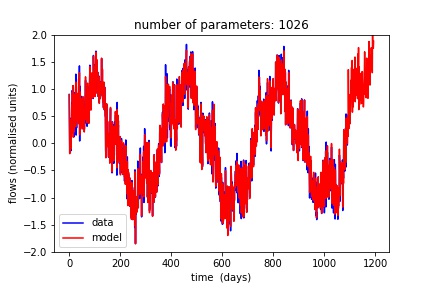 number of parameters: 1026
2.0
1.5
1.0
0.5
0.0
−0.5
−1.0
−1.5
−2.0
flows (normalised units)
data
model
0 200 400 600 800 1000 1200
time (days)